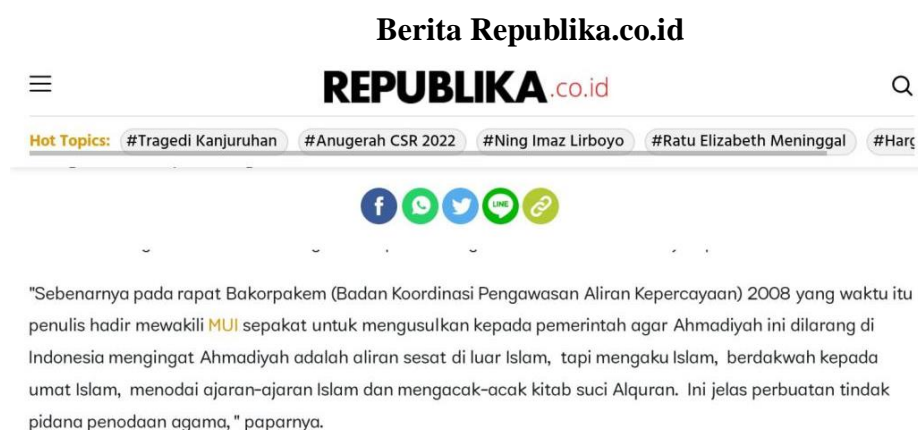 Berita Republika.co.id
REPUBLIKA.co.id
Hot Topics: #Tragedi Kanjuruhan #Anugerah CSR 2022 #Ning Imaz Lirboyo #Ratu Elizabeth Meninggal
LINE
"Sebenarnya pada rapat Bakorpakem (Badan Koordinasi Pengawasan Aliran Kepercayaan) 2008 yang waktu itu
penulis hadir mewakili MUI sepakat untuk mengusulkan kepada pemerintah agar Ahmadiyah ini dilarang di
Indonesia mengingat Ahmadiyah adalah aliran sesat di luar Islam, tapi mengaku Islam, berdakwah kepada
umat Islam, menodai ajaran-ajaran Islam dan mengacak-acak kitab suci Alquran. Ini jelas perbuatan tindak
pidana penodaan agama, " paparnya.